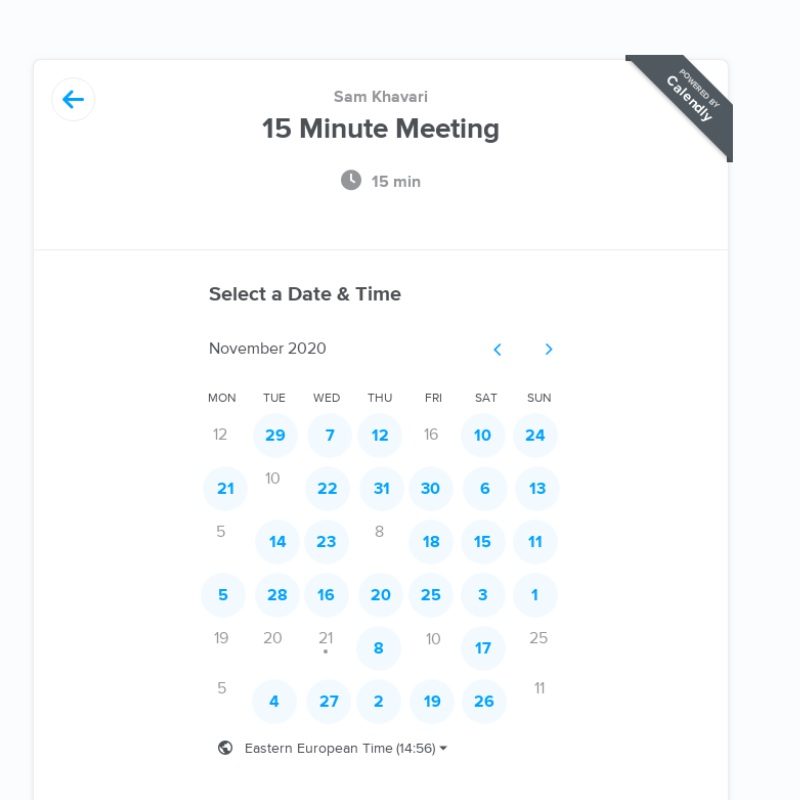 POWERED BY
Calendly
Sam Khavari
15 Minute Meeting
15 min
Select a Date & Time
November 2020
MON TUE WED THU FRI SAT SUN
12 29 7 12 16 10 24
21 10 22 31 30 6 13
5 14 23 8 18 15 11
5 28 16 20 25 3 1
19 20 21 8 10 17 25
5 4 27 2 19 26 11
Eastern European Time (14:56)